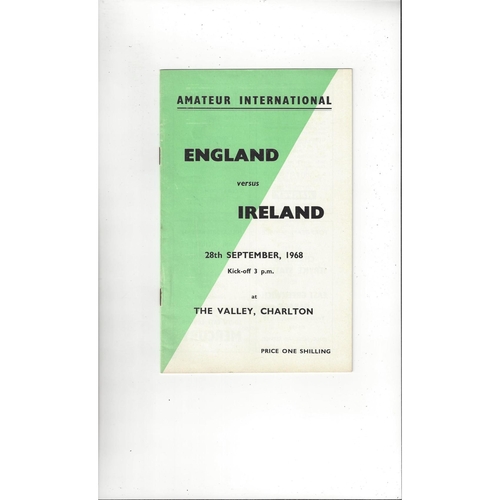 AMATEUR INTERNATIONAL
ENGLAND
versus
IRELAND
28th SEPTEMBER, 1968
Kick-off 3 p.m.
at
THE VALLEY, CHARLTON
PRICE ONE SHILLING